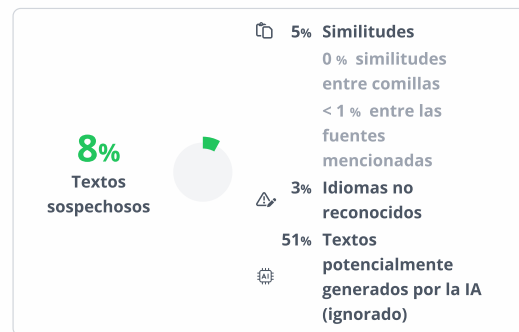 8%
Textos
sospechosos
5% Similitudes
0 % similitudes
entre comillas
< 1 % entre las
fuentes
mencionadas
3% Idiomas no
reconocidos
51% Textos
potencialmente
generados por la IA
(ignorado)
AI